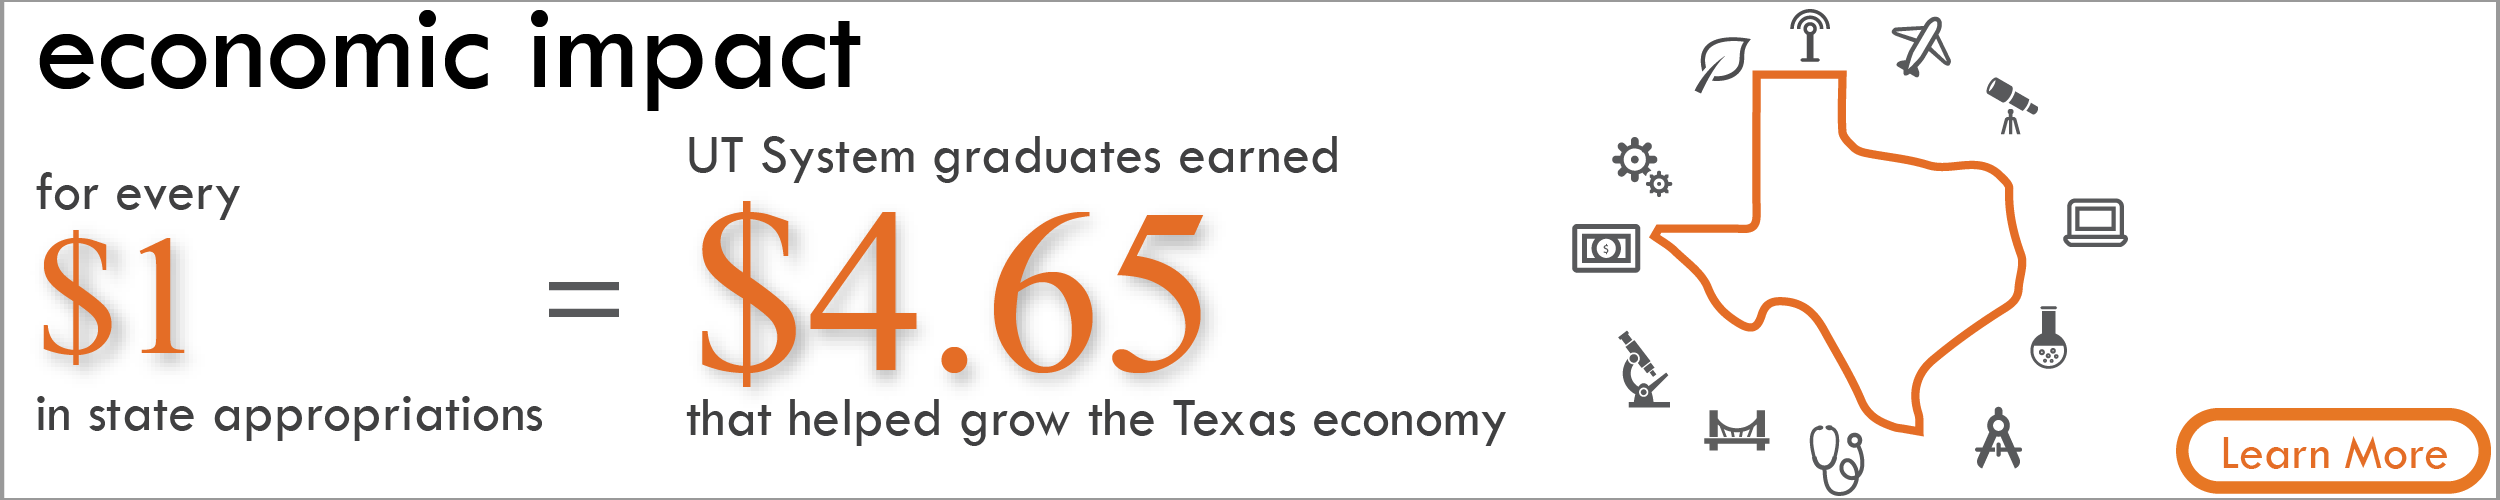 economic impact
for every
$1
in state appropriations
=
UT System graduates earned
$4.65
that helped grow the Texas economy
$
Learn More